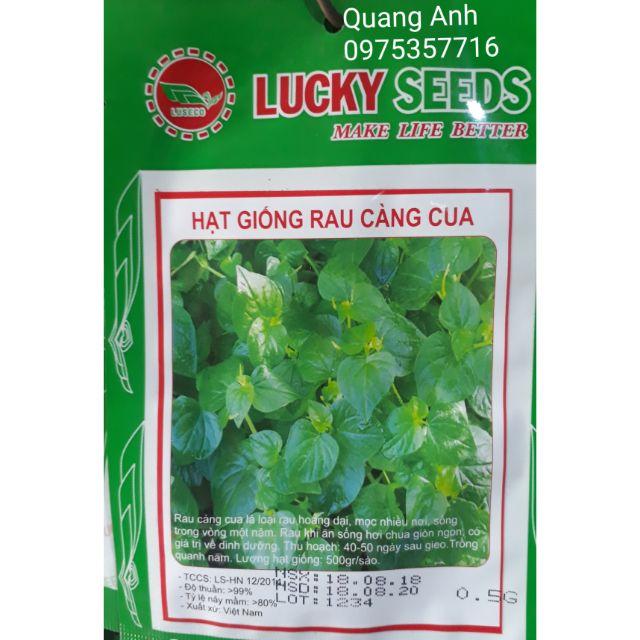 Quang Anh
0975357716
LUSECO
LUCKY SEEDS
MAKE LIFE BETTER
HẠT GIỐNG RAU CÀNG CUA
Rau càng cua là loại rau hoang dại, mọc nhiều nơi, sống
trong vòng một năm. Rau khi ăn sống hơi chua giòn ngon, có
giá trị về dinh dưỡng. Thu hoạch: 40-50 ngày sau gieo.Trồng
quanh năm. Lượng hạt giống: 500gr/sào.
- TCCS: LS-HN 12/2014
- Độ thuần: >99%
- Tỷ lệ nảy mầm: >80%
- Xuất xứ: Việt Nam
NSX: 18.08.18
HSD: 18.08.20
LOT: 1234
0.5G